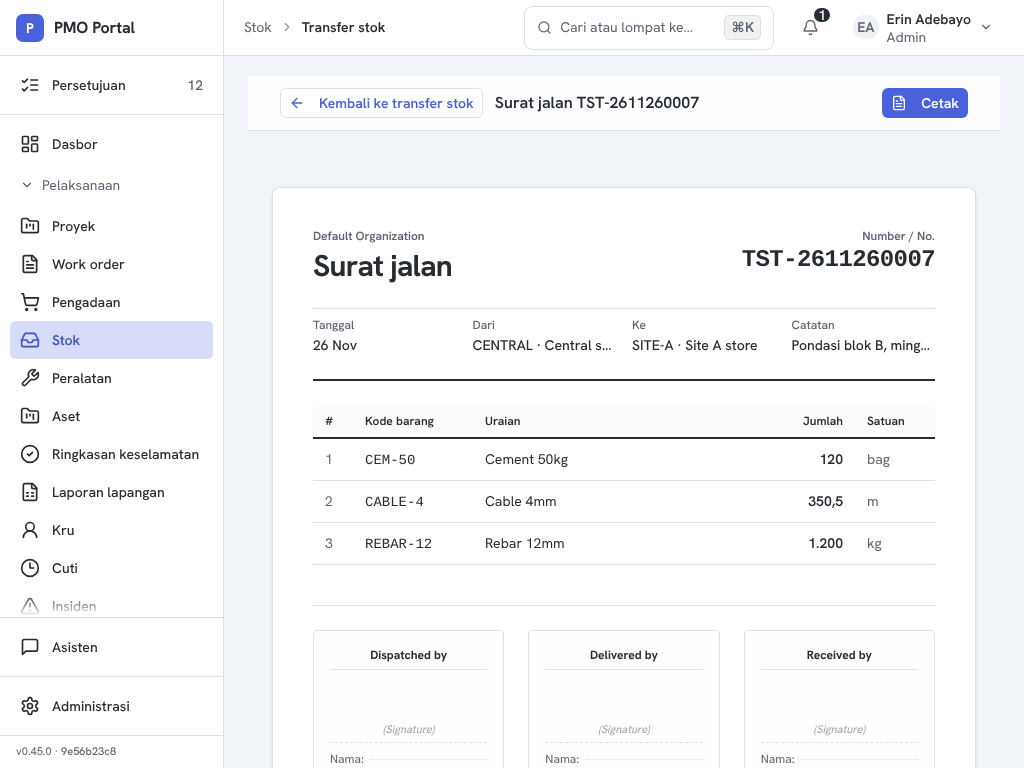 P PMO Portal
Stok > Transfer stok
Cari atau lompat ke...
⌘K
1
EA
Erin Adebayo
Admin
Persetujuan 12
Dasbor
Pelaksanaan
Proyek
Work order
Pengadaan
Stok
Peralatan
Aset
Ringkasan keselamatan
Laporan lapangan
Kru
Cuti
Insiden
Asisten
Administrasi
v0.45.0 · 9e56b23c8
Kembali ke transfer stok
Surat jalan TST-2611260007
Cetak
Default Organization
Surat jalan
Number / No.
TST-2611260007
Tanggal Dari Ke Catatan
26 Nov CENTRAL · Central s... SITE-A · Site A store Pondasi blok B, ming...
# Kode barang Uraian Jumlah Satuan
1 CEM-50 Cement 50kg 120 bag
2 CABLE-4 Cable 4mm 350,5 m
3 REBAR-12 Rebar 12mm 1.200 kg
Dispatched by Delivered by Received by
(Signature) (Signature) (Signature)
Nama: Nama: Nama: